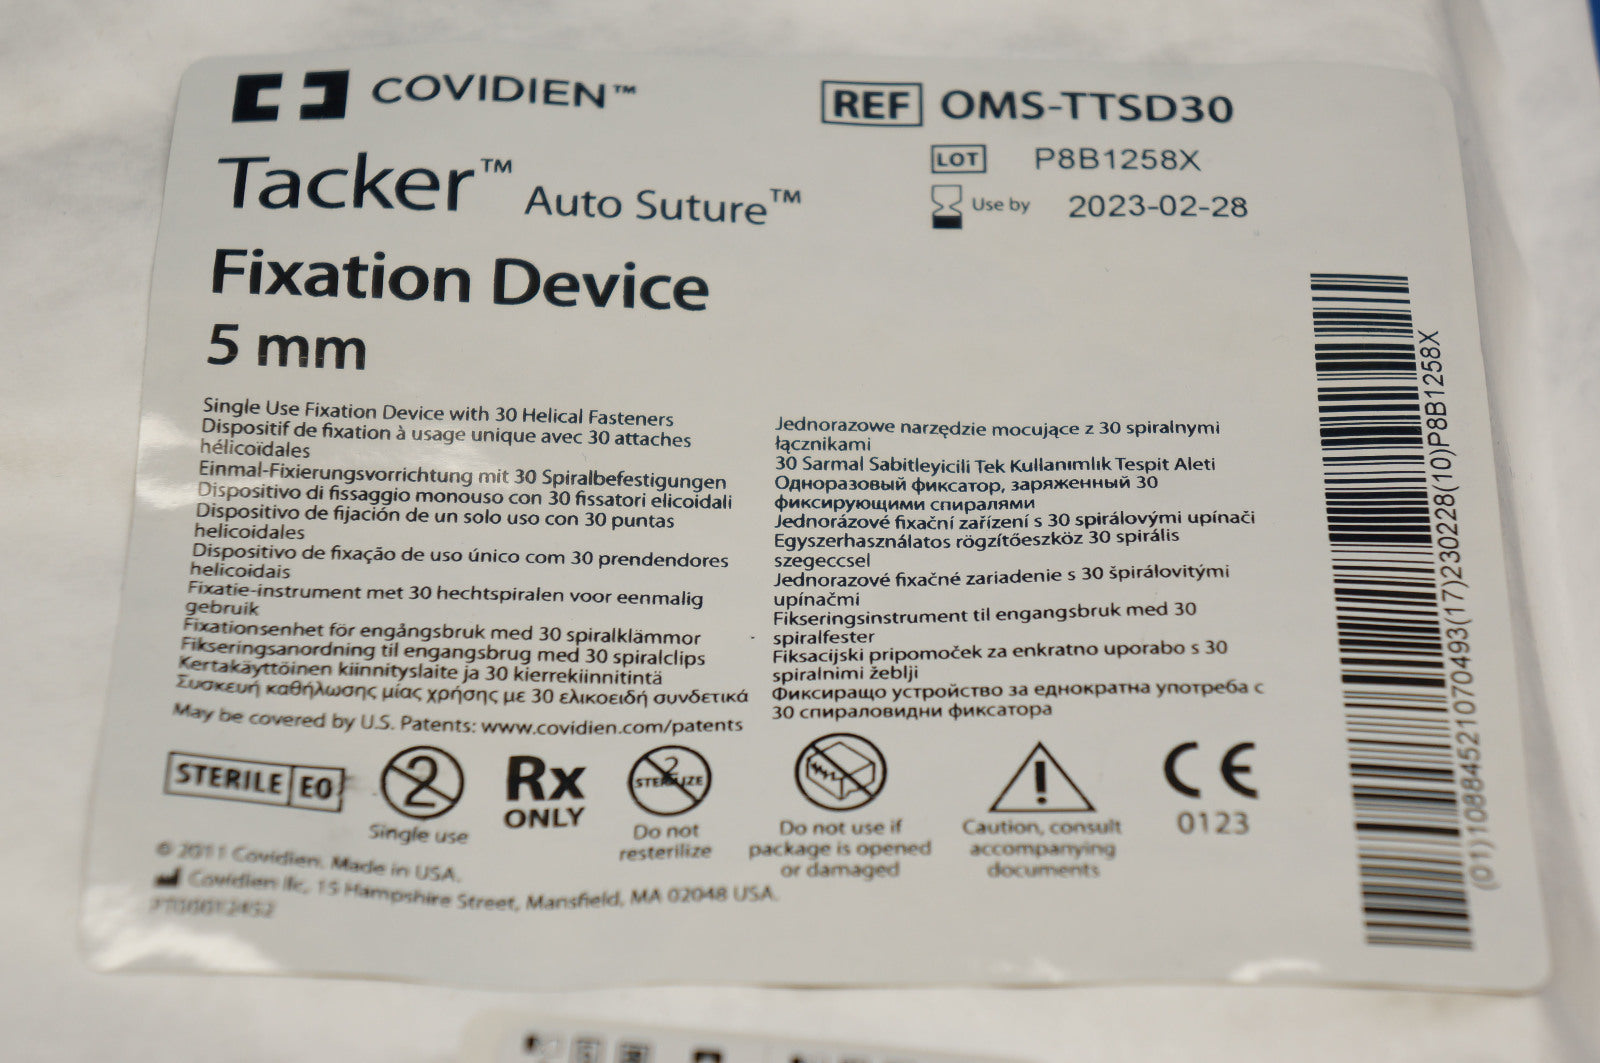 COVIDIEN™
REF OMS-TTSD30
LOT P8B1258X
Use by 2023-02-28
Tacker™ Auto Suture™
Fixation Device
5 mm
Single Use Fixation Device with 30 Helical Fasteners
Dispositif de fixation à usage unique avec 30 attaches
hélicoïdales
Einmal-Fixierungsvorrichtung mit 30 Spiralbefestigungen
Dispositivo di fissaggio monouso con 30 fissatori elicoidali
Dispositivo de fijación de un solo uso con 30 puntas
helicoidales
Dispositivo de fixação de uso único com 30 prendendores
helicoidais
Fixatie-instrument met 30 hechtspiralen voor eenmalig
gebruik
Fixationsenhet för engångsbruk med 30 spiralklämmor
Fikseringsanordning til engangsbrug med 30 spiralclips
Kertakäyttöinen kiinnityslaite ja 30 kierrekiinnitintä
Συσκευή καθήλωσης μίας χρήσης με 30 ελικοειδή συνδετικά
May be covered by U.S. Patents: www.covidien.com/patents
Jednorazowe narzędzie mocujące z 30 spiralnymi
łącznikami
30 Sarmal Sabitleyicili Tek Kullanımlık Tespit Aleti
Одноразовый фиксатор, заряженный 30
фиксирующими спиралями
Jednorázové fixační zařízení s 30 spirálovými upínači
Egyszerhasználatos rögzítőeszköz 30 spirális
szegeccsel
Jednorazové fixačné zariadenie s 30 špirálovitými
upínačmi
Fikseringsinstrument til engangsbruk med 30
spiralfester
Fiksacijski pripomoček za enkratno uporabo s 30
spiralnimi žeblji
Фиксиращо устройство за еднократна употреба с
30 спираловидни фиксатора
STERILE EO
2
Single use
Rx
ONLY
2
STERILIZE
Do not
resterilize
Do not use if
package is opened
or damaged
!
Caution, consult
accompanying
documents
CE
0123
© 2011 Covidien. Made in USA.
Covidien llc, 15 Hampshire Street, Mansfield, MA 02048 USA.
(01)10884521070493(17)230228(10)P8B1258X